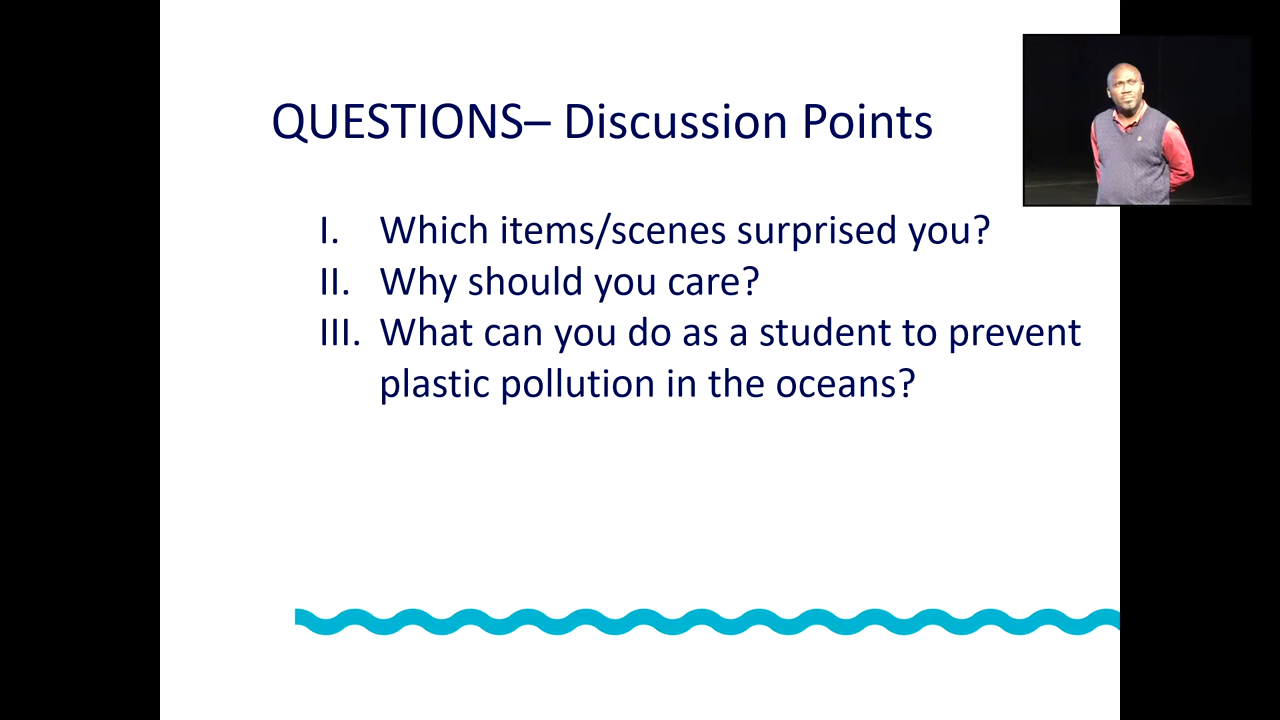 QUESTIONS– Discussion Points
I. Which items/scenes surprised you?
II. Why should you care?
III. What can you do as a student to prevent
plastic pollution in the oceans?